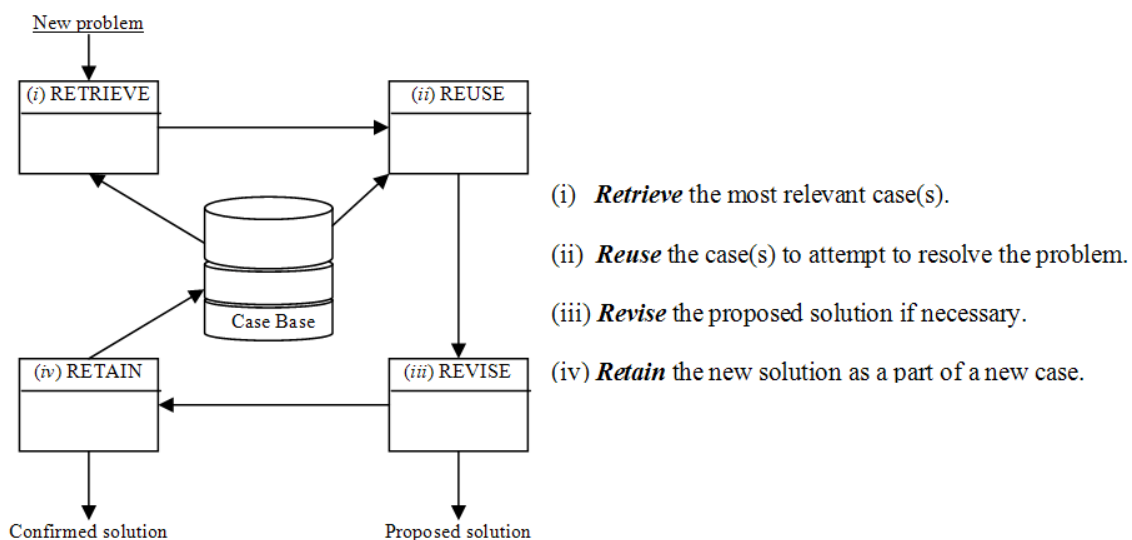 New problem
(i) RETRIEVE
(ii) REUSE
Case Base
(iv) RETAIN
(iii) REVISE
Confirmed solution
Proposed solution
(i) Retrieve the most relevant case(s).
(ii) Reuse the case(s) to attempt to resolve the problem.
(iii) Revise the proposed solution if necessary.
(iv) Retain the new solution as a part of a new case.